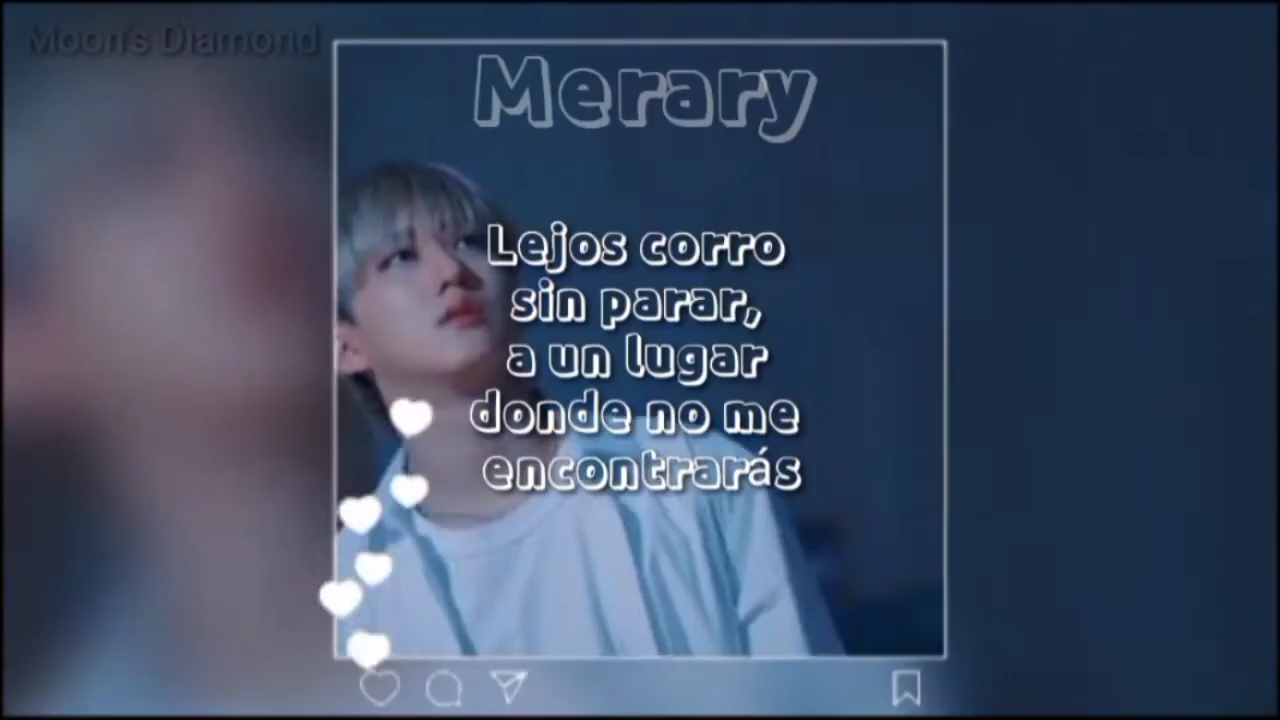 Moon's Diamond
Merary
Lejos corro
sin parar,
a un lugar
donde no me
encontrarás